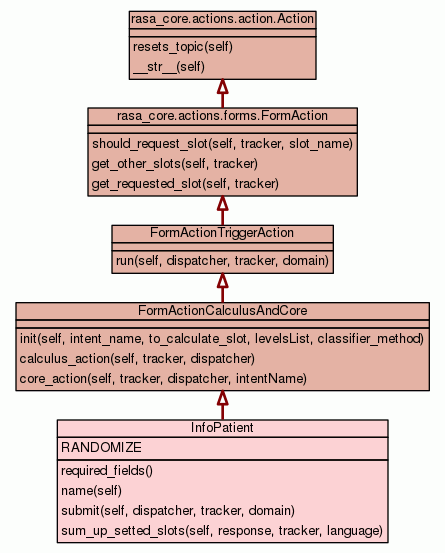 rasa_core.actions.action.Action
resets_topic(self)
__str__(self)
rasa_core.actions.forms.FormAction
should_request_slot(self, tracker, slot_name)
get_other_slots(self, tracker)
get_requested_slot(self, tracker)
FormActionTriggerAction
run(self, dispatcher, tracker, domain)
FormActionCalculusAndCore
init(self, intent_name, to_calculate_slot, levelsList, classifier_method)
calculus_action(self, tracker, dispatcher)
core_action(self, tracker, dispatcher, intentName)
InfoPatient
RANDOMIZE
required_fields()
name(self)
submit(self, dispatcher, tracker, domain)
sum_up_setted_slots(self, response, tracker, language)